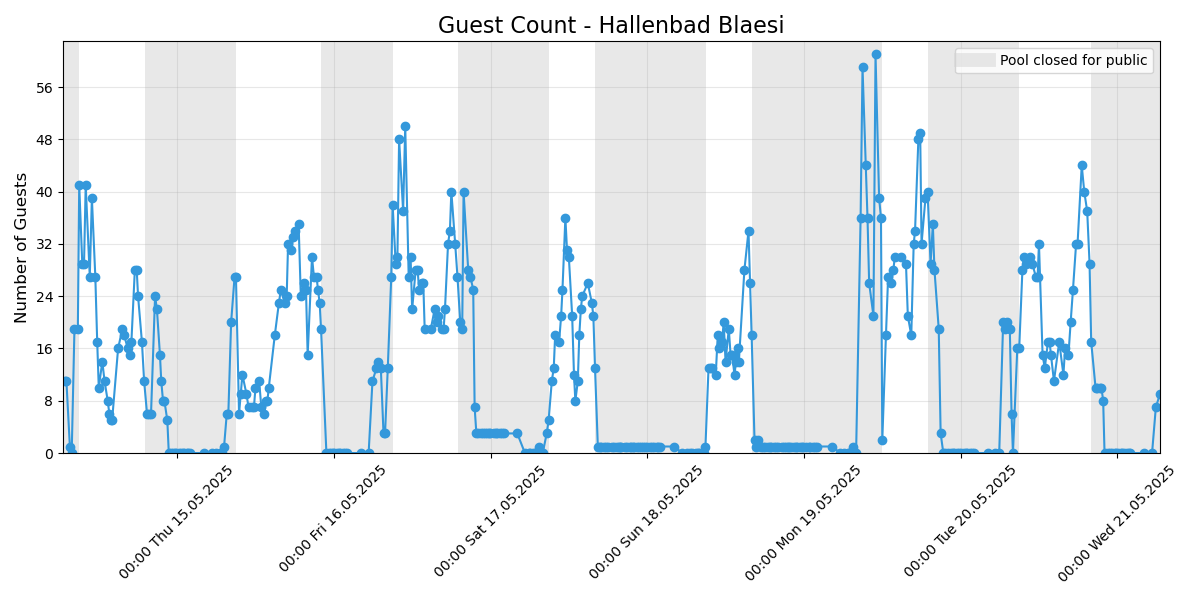 Guest Count - Hallenbad Blaesi
Pool closed for public
Number of Guests
56
48
40
32
24
16
8
0
00:00 Thu 15.05.2025
00:00 Fri 16.05.2025
00:00 Sat 17.05.2025
00:00 Sun 18.05.2025
00:00 Mon 19.05.2025
00:00 Tue 20.05.2025
00:00 Wed 21.05.2025